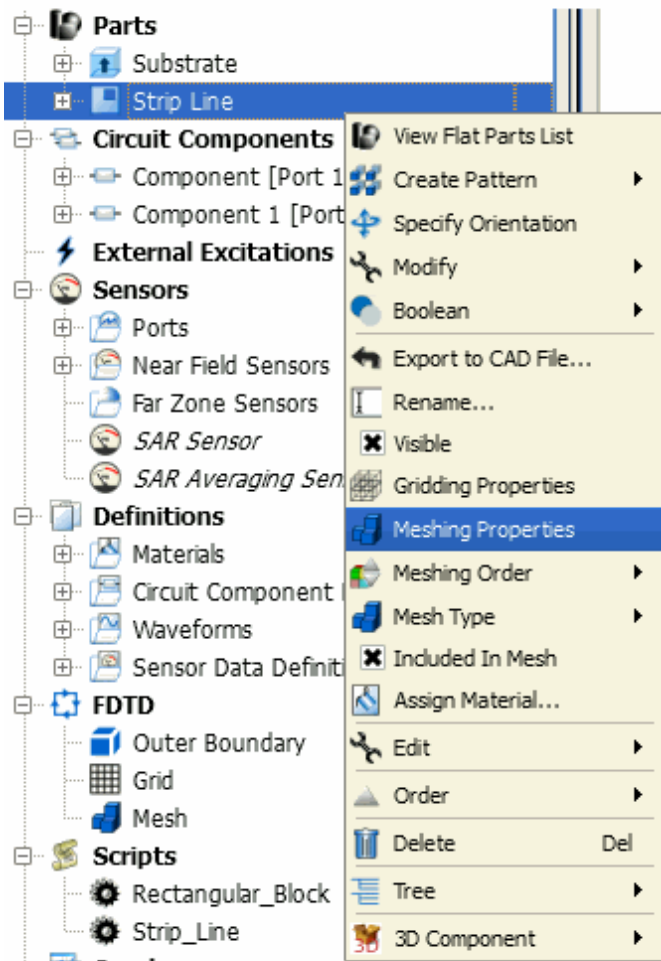 Parts
Substrate
Strip Line
Circuit Components
Component [Port 1
Component 1 [Port
External Excitations
Sensors
Ports
Near Field Sensors
Far Zone Sensors
SAR Sensor
SAR Averaging Sen
Definitions
Materials
Circuit Component
Waveforms
Sensor Data Definiti
FDTD
Outer Boundary
Grid
Mesh
Scripts
Rectangular_Block
Strip_Line
View Flat Parts List
Create Pattern
Specify Orientation
Modify
Boolean
Export to CAD File...
Rename...
Visible
Gridding Properties
Meshing Properties
Meshing Order
Mesh Type
Included In Mesh
Assign Material...
Edit
Order
Delete Del
Tree
3D Component